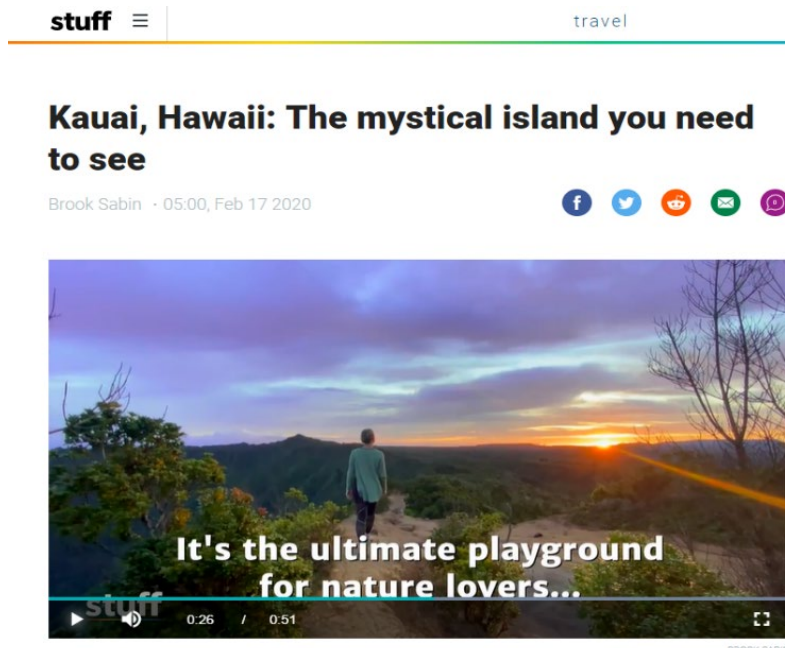 stuff
travel
Kauai, Hawaii: The mystical island you need
to see
Brook Sabin · 05:00, Feb 17 2020
It's the ultimate playground
for nature lovers...
stuff
0:26 / 0:51